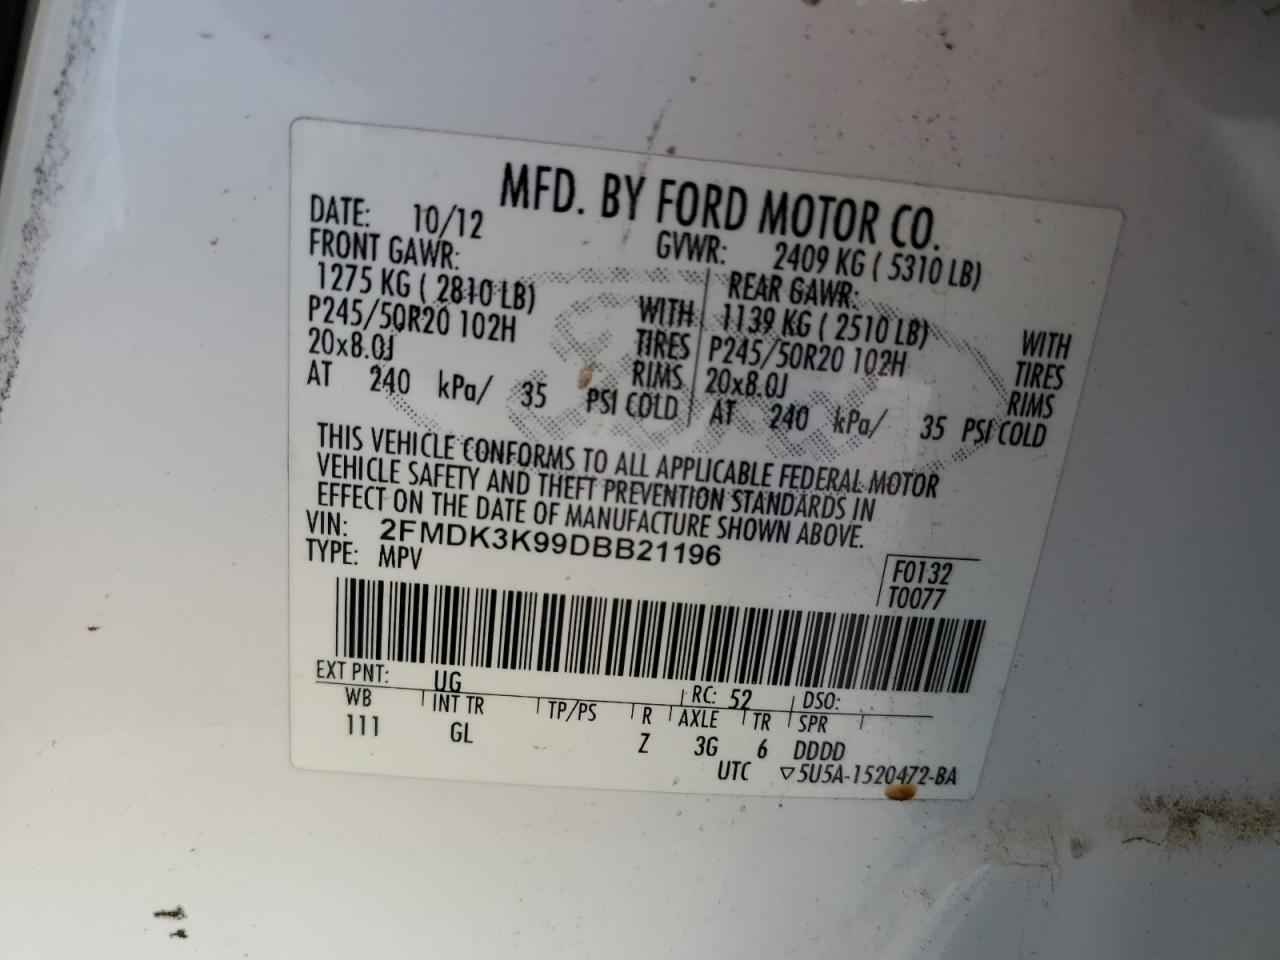 MFD. BY FORD MOTOR CO.
DATE: 10/12 GVWR: 2409 KG ( 5310 LB)
FRONT GAWR: REAR GAWR:
1275 KG ( 2810 LB) WITH 1139 KG ( 2510 LB) WITH
P245/50R20 102H TIRES P245/50R20 102H TIRES
20x8.0J RIMS 20x8.0J RIMS
AT 240 kPa/ 35 PSI COLD AT 240 kPa/ 35 PSI COLD
THIS VEHICLE CONFORMS TO ALL APPLICABLE FEDERAL MOTOR
VEHICLE SAFETY AND THEFT PREVENTION STANDARDS IN
EFFECT ON THE DATE OF MANUFACTURE SHOWN ABOVE.
VIN: 2FMDK3K99DBB21196
TYPE: MPV
F0132
T0077
EXT PNT: UG RC: 52 DSO:
WB INT TR TP/PS R AXLE TR SPR
111 GL Z 3G 6 DDDD
UTC ▽5U5A-1520472-BA